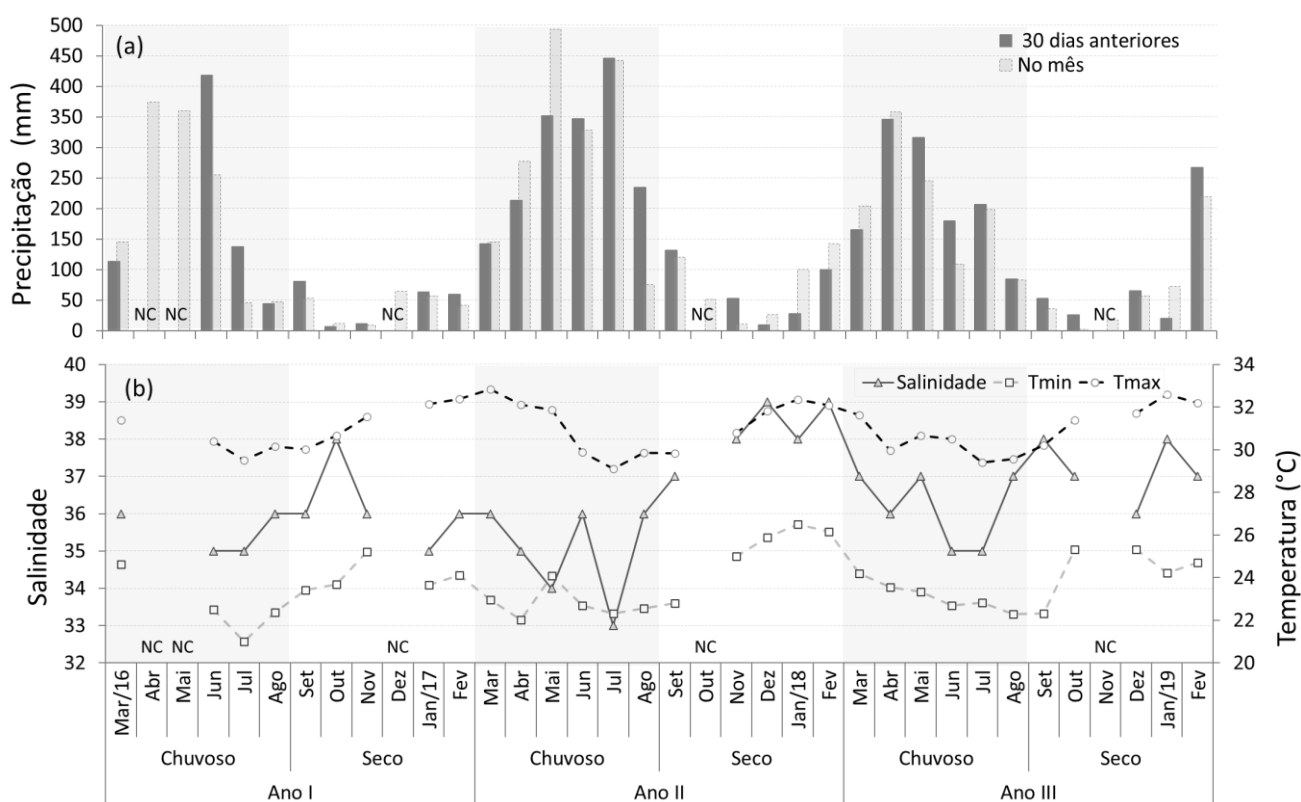 (a)
30 dias anteriores
No mês
Precipitação (mm)
500
450
400
350
300
250
200
150
100
50
0
NC NC NC NC NC
(b)
Salinidade Tmin Tmax
Salinidade
40
39
38
37
36
35
34
33
32
Temperatura (°C)
34
32
30
28
26
24
22
20
NC NC NC NC NC
Mar/16 Abr Mai Jun Jul Ago Set Out Nov Dez Jan/17 Fev Mar Abr Mai Jun Jul Ago Set Out Nov Dez Jan/18 Fev Mar Abr Mai Jun Jul Ago Set Out Nov Dez Jan/19 Fev
Chuvoso Seco Chuvoso Seco Chuvoso Seco
Ano I Ano II Ano III